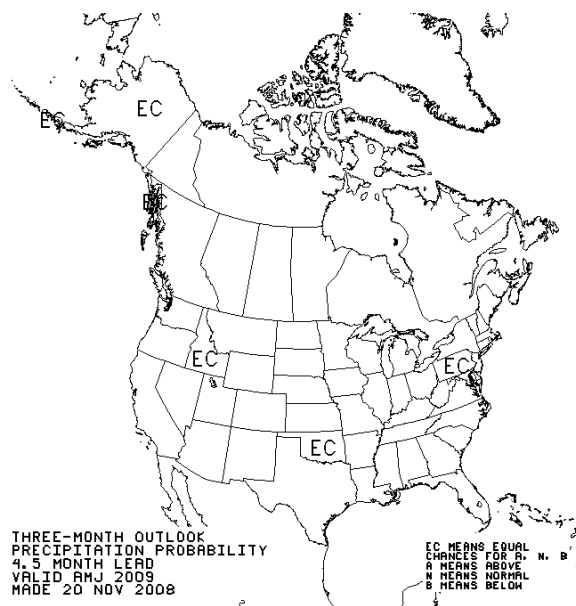 EC
EC
EC
EC
EC
EC
THREE-MONTH OUTLOOK
PRECIPITATION PROBABILITY
4.5 MONTH LEAD
VALID AMJ 2009
MADE 20 NOV 2008
EC MEANS EQUAL
CHANCES FOR A, N, B
A MEANS ABOVE
N MEANS NORMAL
B MEANS BELOW